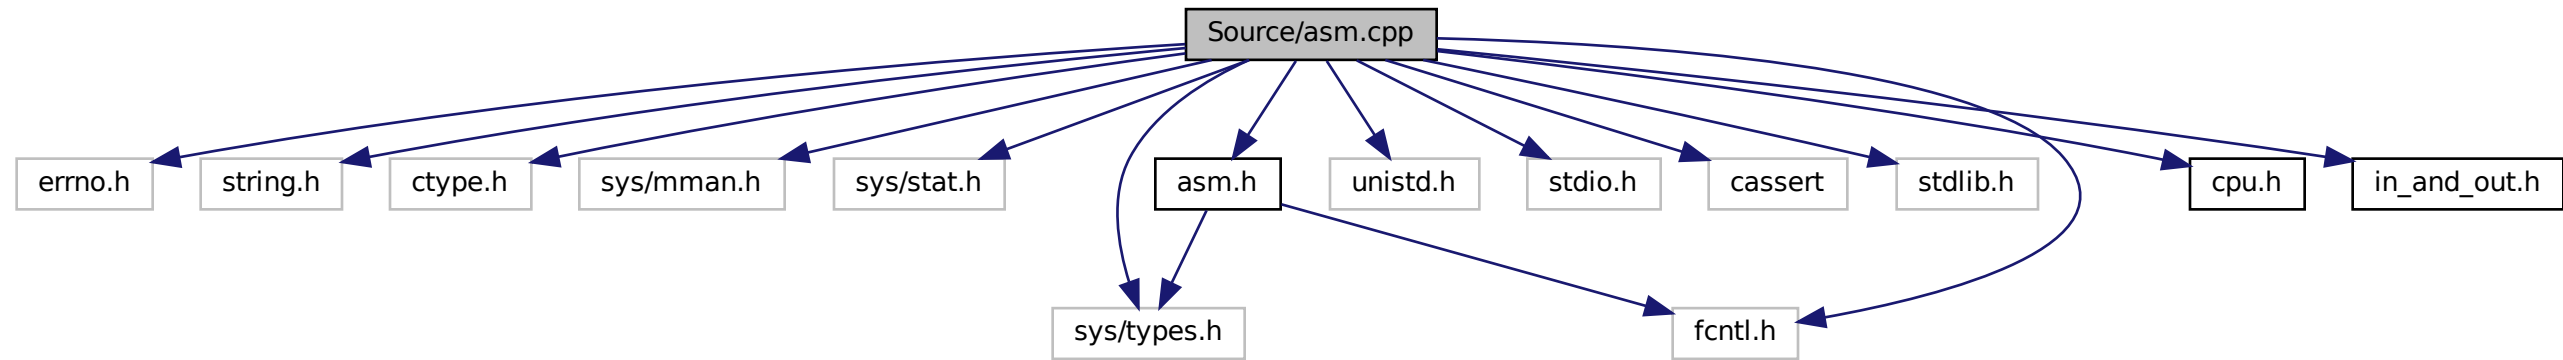 Source/asm.cpp
errno.h
string.h
ctype.h
sys/mman.h
sys/stat.h
asm.h
unistd.h
stdio.h
cassert
stdlib.h
cpu.h
in_and_out.h
sys/types.h
fcntl.h